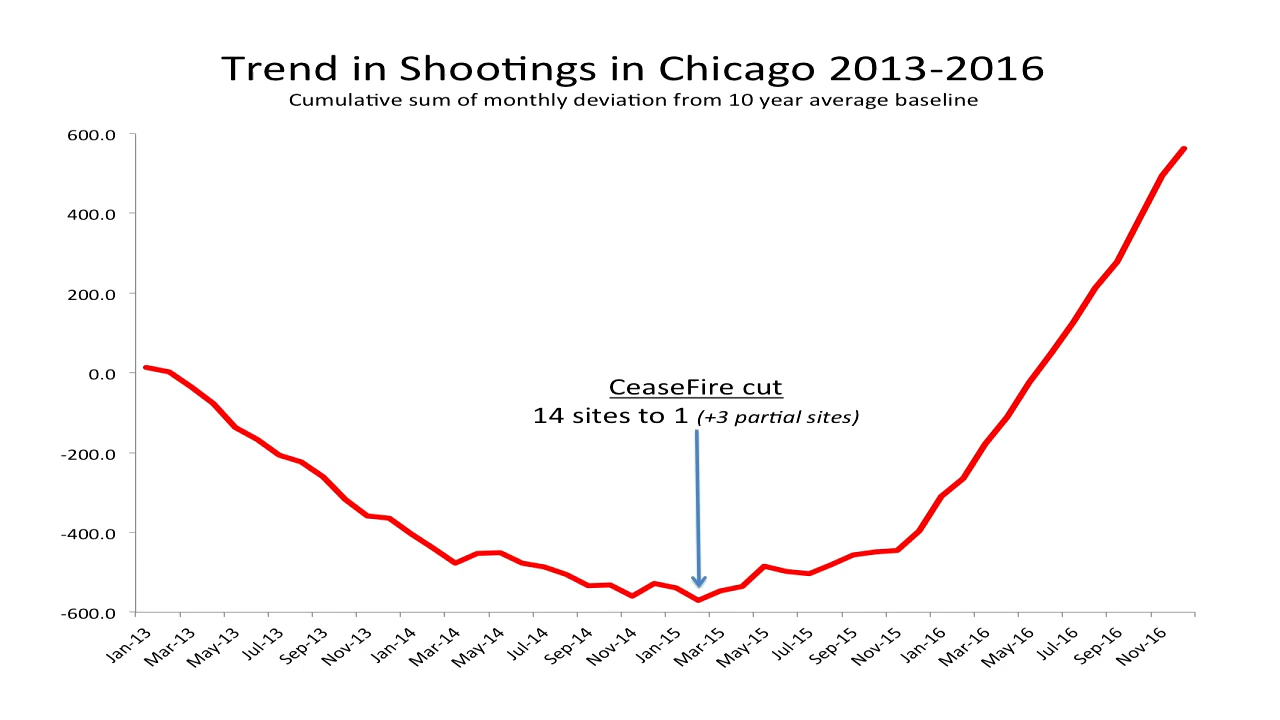 Trend in Shootings in Chicago 2013-2016
Cumulative sum of monthly deviation from 10 year average baseline
600.0
400.0
200.0
0.0
-200.0
-400.0
-600.0
CeaseFire cut
14 sites to 1 (+3 partial sites)
Jan-13 Mar-13 May-13 Jul-13 Sep-13 Nov-13 Jan-14 Mar-14 May-14 Jul-14 Sep-14 Nov-14 Jan-15 Mar-15 May-15 Jul-15 Sep-15 Nov-15 Jan-16 Mar-16 May-16 Jul-16 Sep-16 Nov-16